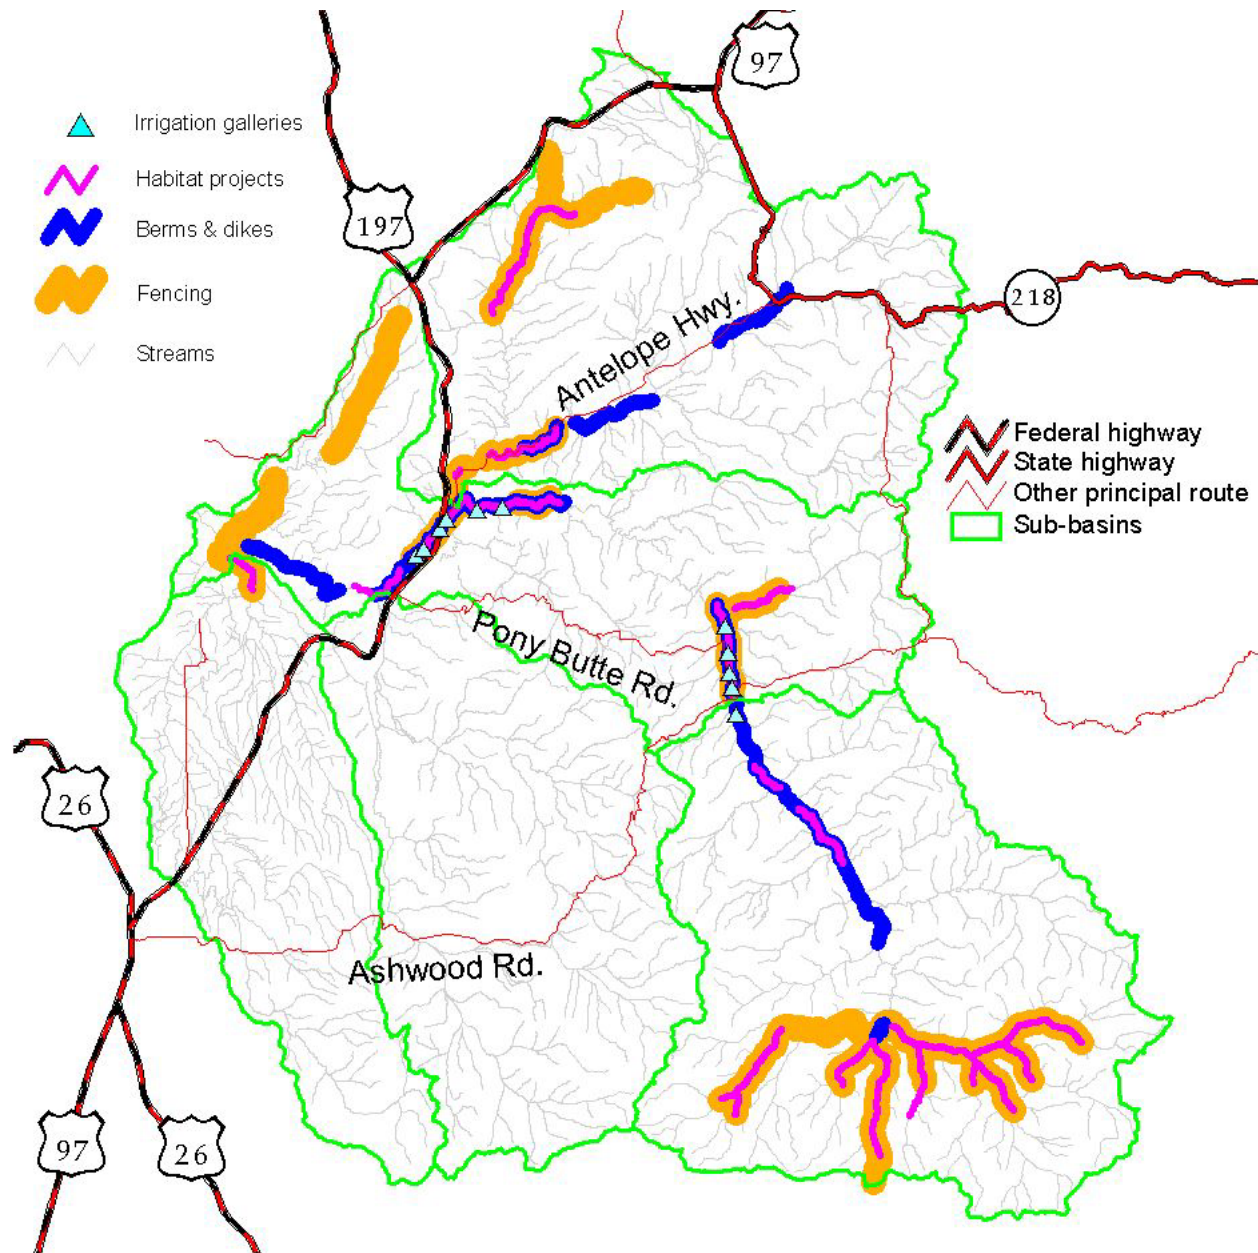 97
Irrigation galleries
Habitat projects
197
Berms & dikes
Fencing
218
Antelope Hwy.
Streams
Federal highway
State highway
Other principal route
Sub-basins
Pony Butte Rd.
26
Ashwood Rd.
97
26